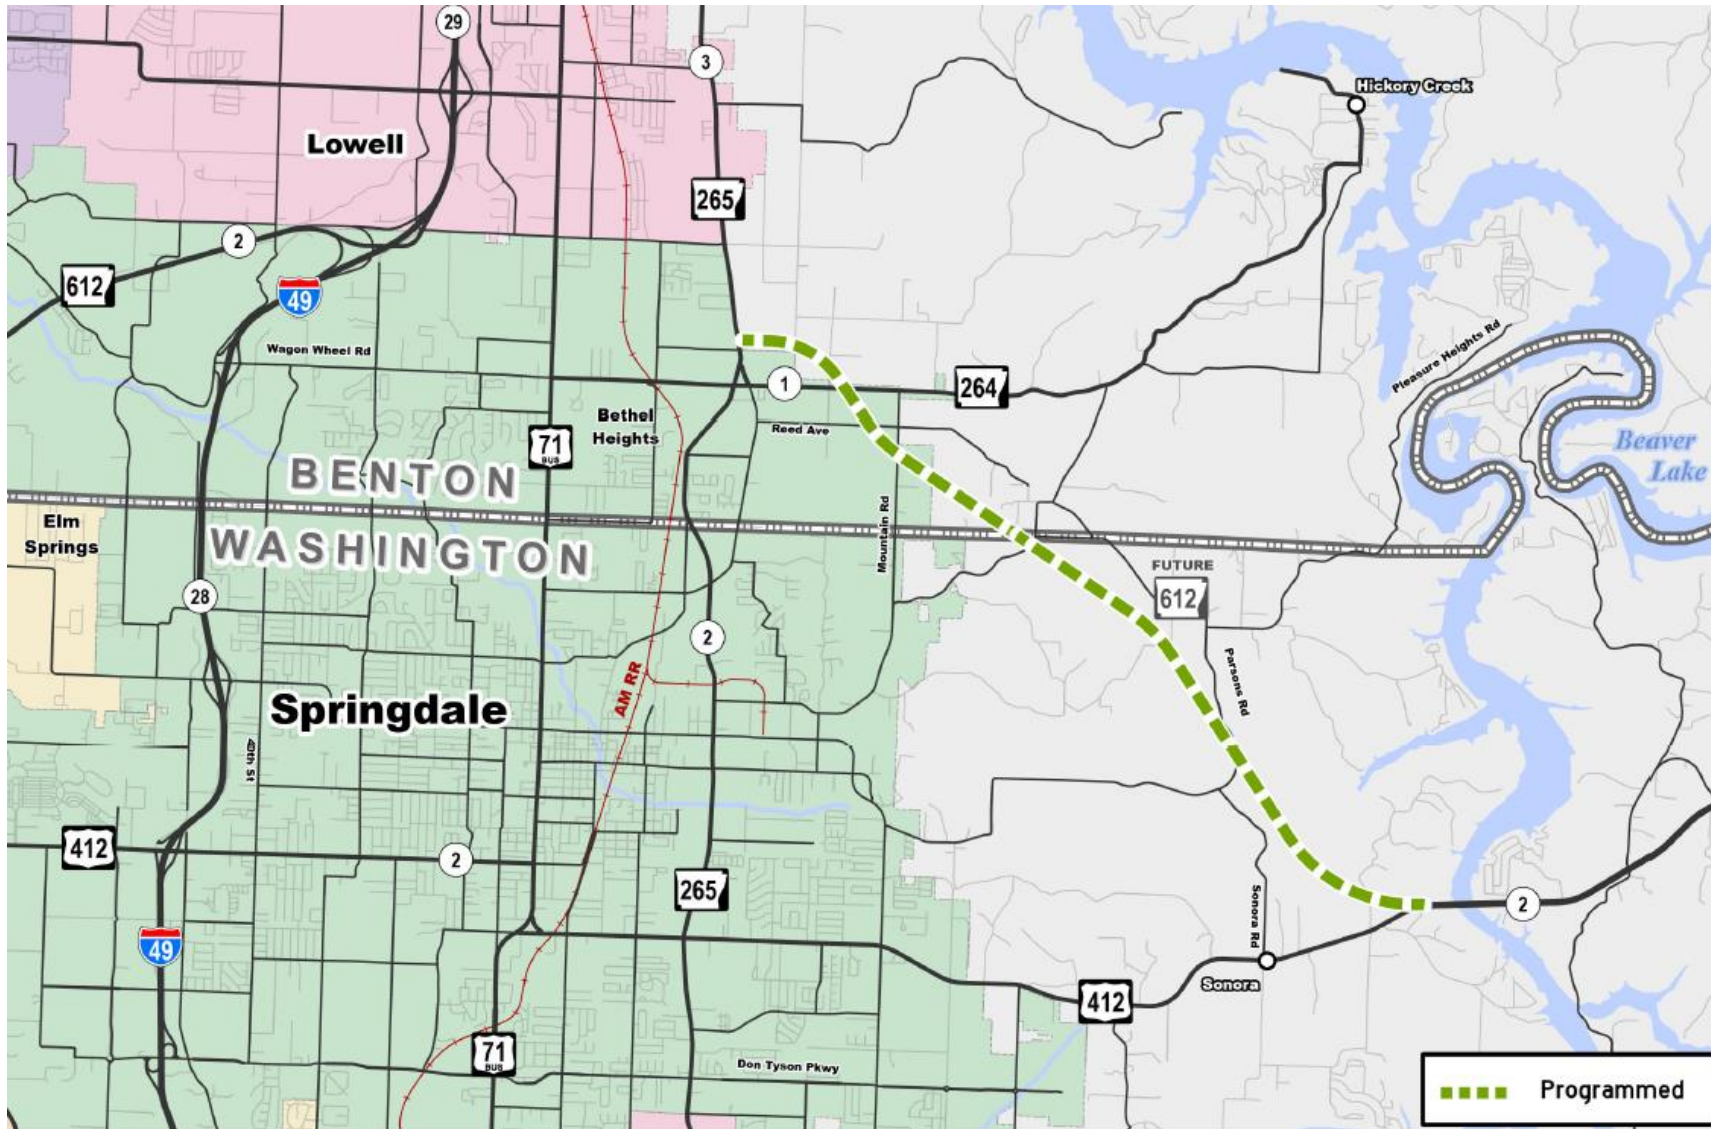 29
3
Hickory Creek
Lowell
265
2
612
49
Pleasure Heights Rd
Wagon Wheel Rd
1
264
Bethel
Heights
Reed Ave
71
BUS
Beaver
Lake
BENTON
Elm
Springs
WASHINGTON
Mountain Rd
FUTURE
612
28
2
Parsons Rd
AM RR
Springdale
40th St
412
2
265
Sonora Rd
2
49
Sonora
412
71
BUS
Don Tyson Pkwy
Programmed